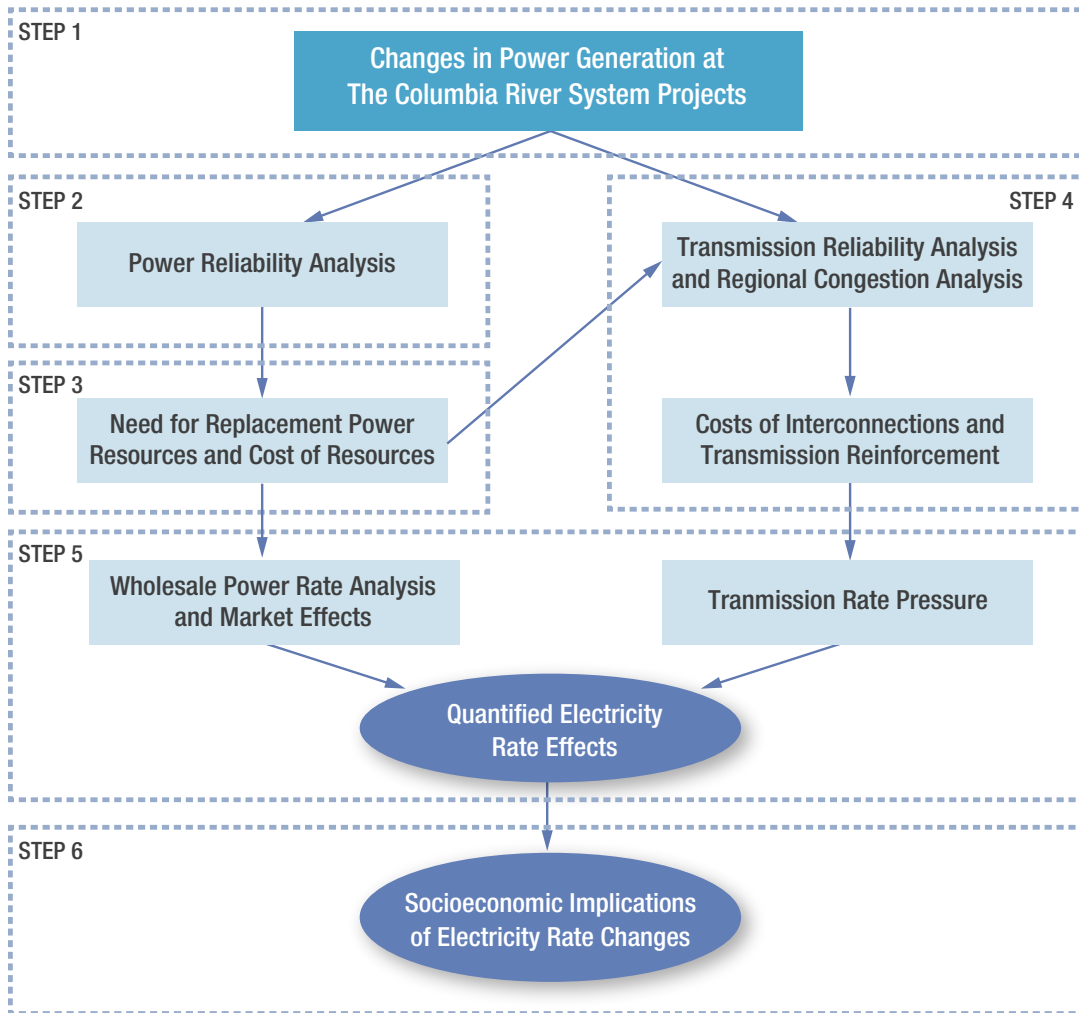 STEP 1
Changes in Power Generation at
The Columbia River System Projects
STEP 2
Power Reliability Analysis
STEP 4
Transmission Reliability Analysis
and Regional Congestion Analysis
STEP 3
Need for Replacement Power
Resources and Cost of Resources
Costs of Interconnections and
Transmission Reinforcement
STEP 5
Wholesale Power Rate Analysis
and Market Effects
Tranmission Rate Pressure
Quantified Electricity
Rate Effects
STEP 6
Socioeconomic Implications
of Electricity Rate Changes